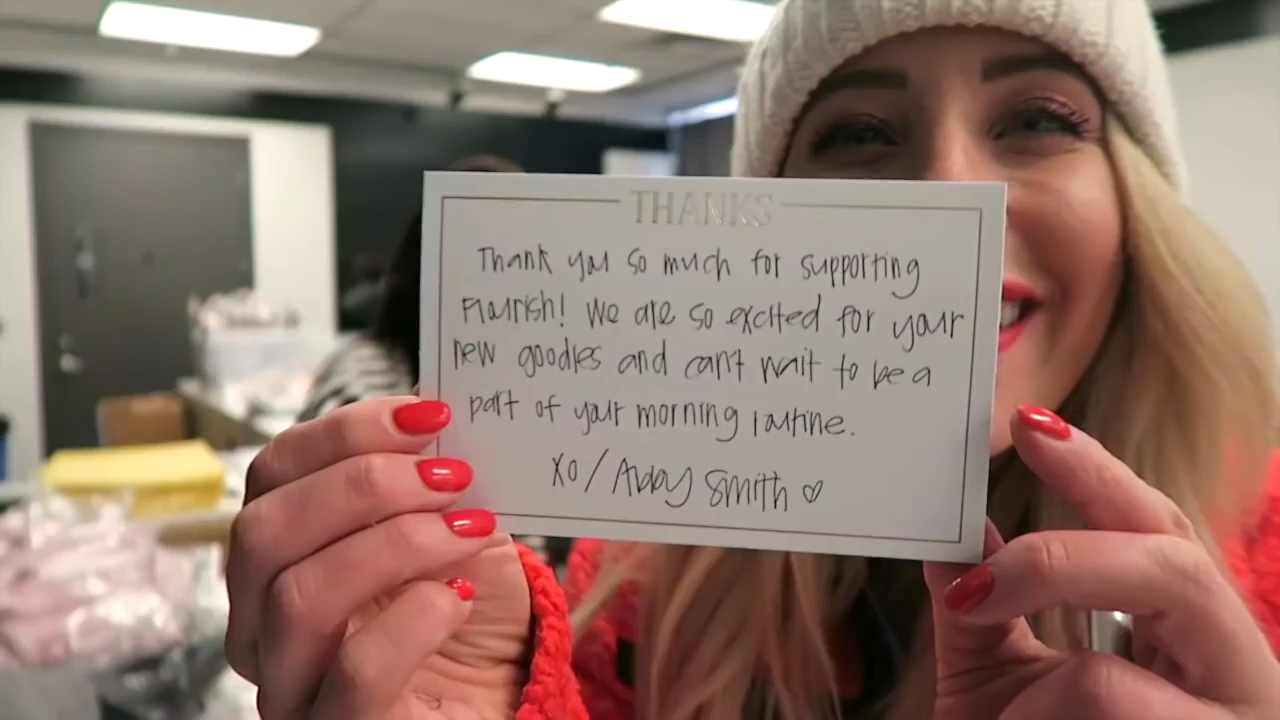 THANKS
Thank you so much for supporting
Flourish! We are so excited for your
new goodies and can't wait to be a
part of your morning routine.
XO/Abby Smith ♡